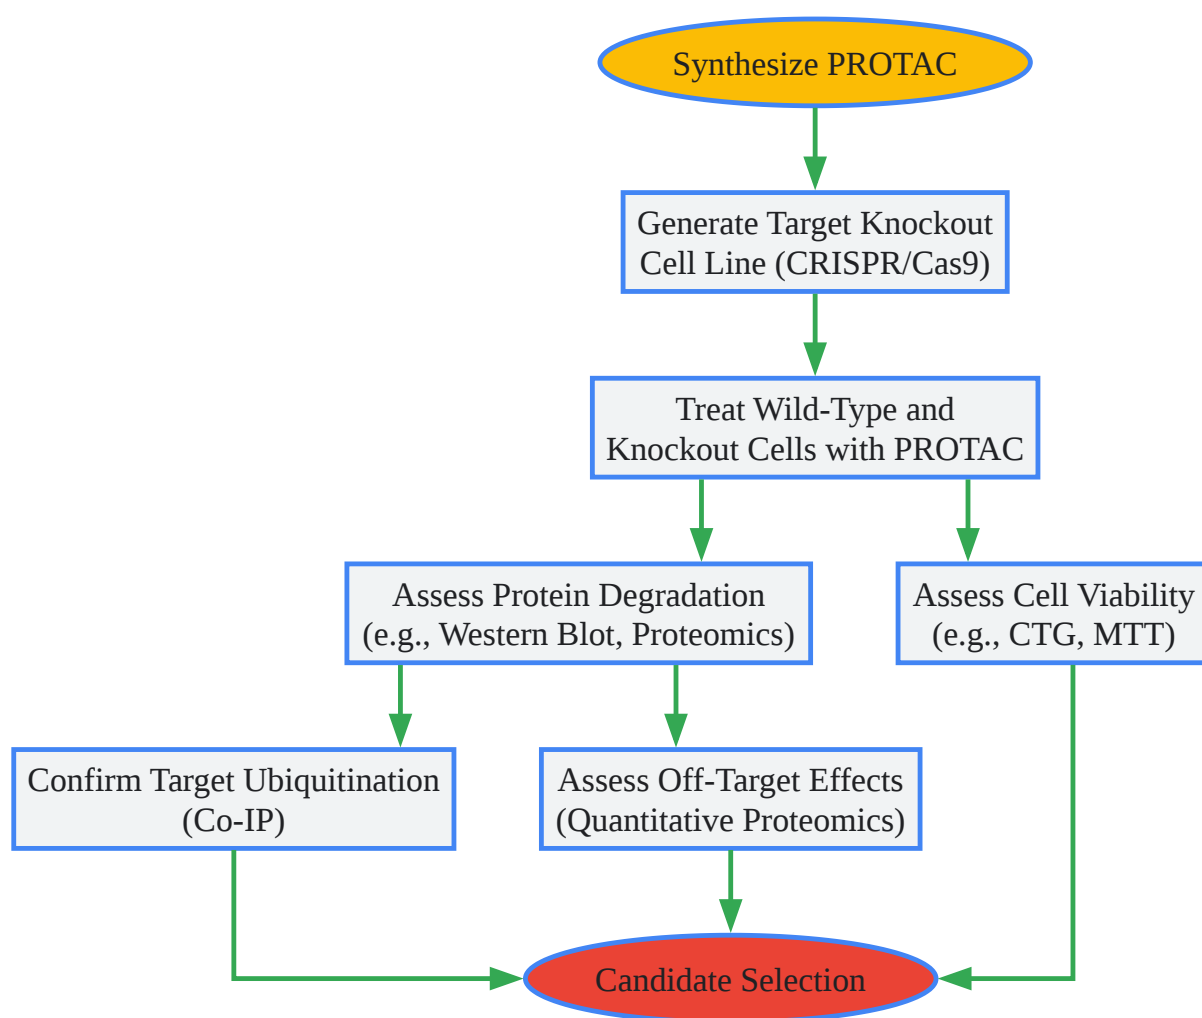 Synthesize PROTAC
Generate Target Knockout
Cell Line (CRISPR/Cas9)
Treat Wild-Type and
Knockout Cells with PROTAC
Assess Protein Degradation
(e.g., Western Blot, Proteomics)
Assess Cell Viability
(e.g., CTG, MTT)
Confirm Target Ubiquitination
(Co-IP)
Assess Off-Target Effects
(Quantitative Proteomics)
Candidate Selection